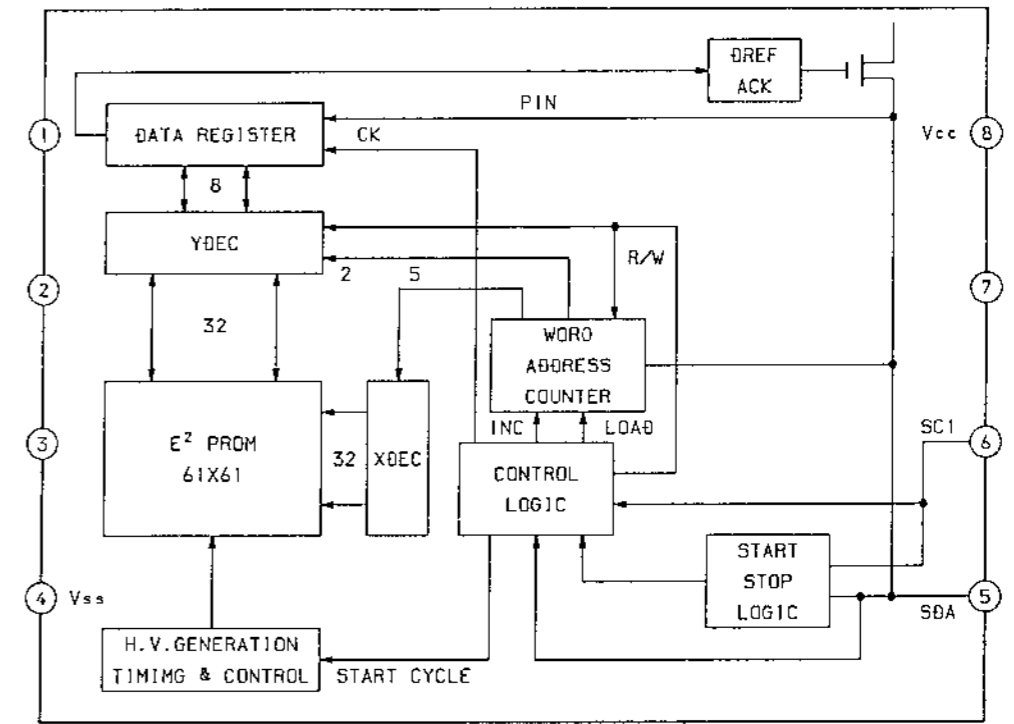 DREF
ACK
PIN
1
DATA REGISTER
CK
Vcc
8
8
YDEC
R/W
2
2
5
7
32
WORD
ADDRESS
COUNTER
INC
LOAD
SC1
6
3
E² PROM
61X61
32
XDEC
CONTROL
LOGIC
START
STOP
LOGIC
4
Vss
SDA
5
H.V.GENERATION
TIMIMG & CONTROL
START CYCLE